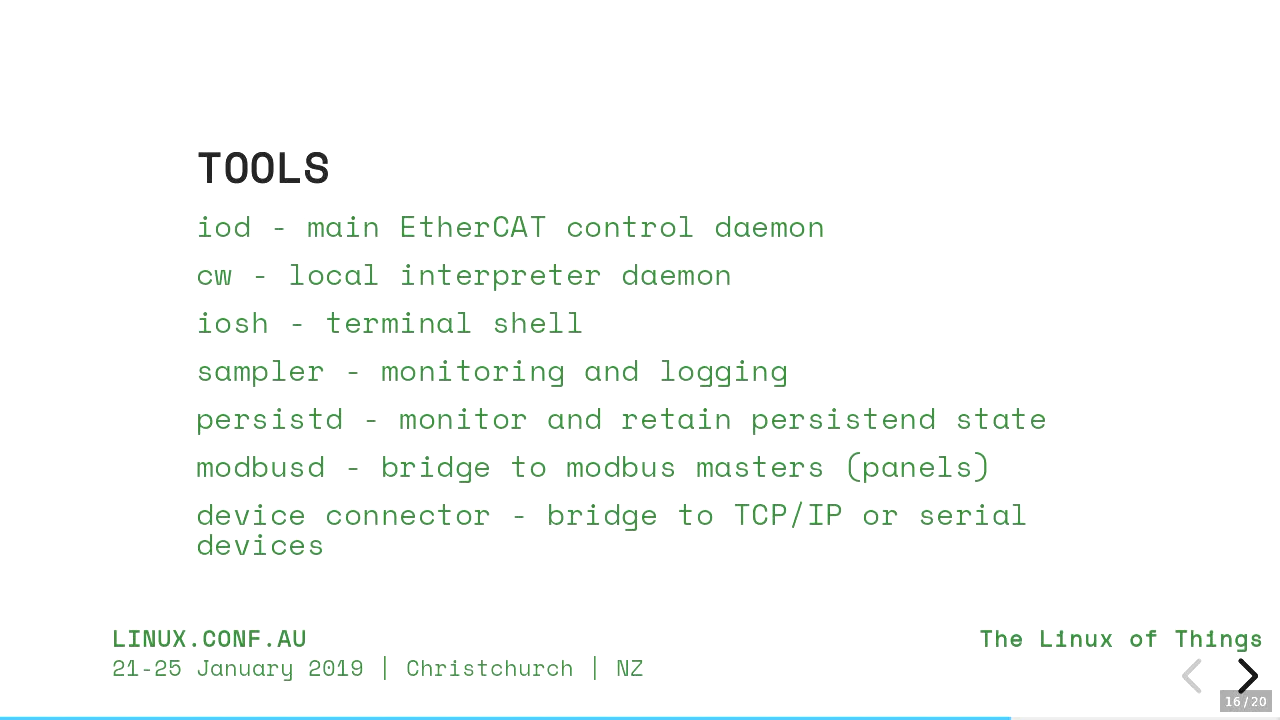 TOOLS
iod - main EtherCAT control daemon
cw - local interpreter daemon
iosh - terminal shell
sampler - monitoring and logging
persistd - monitor and retain persistend state
modbusd - bridge to modbus masters (panels)
device connector - bridge to TCP/IP or serial
devices
LINUX.CONF.AU
21-25 January 2019 | Christchurch | NZ
The Linux of Things
16/20